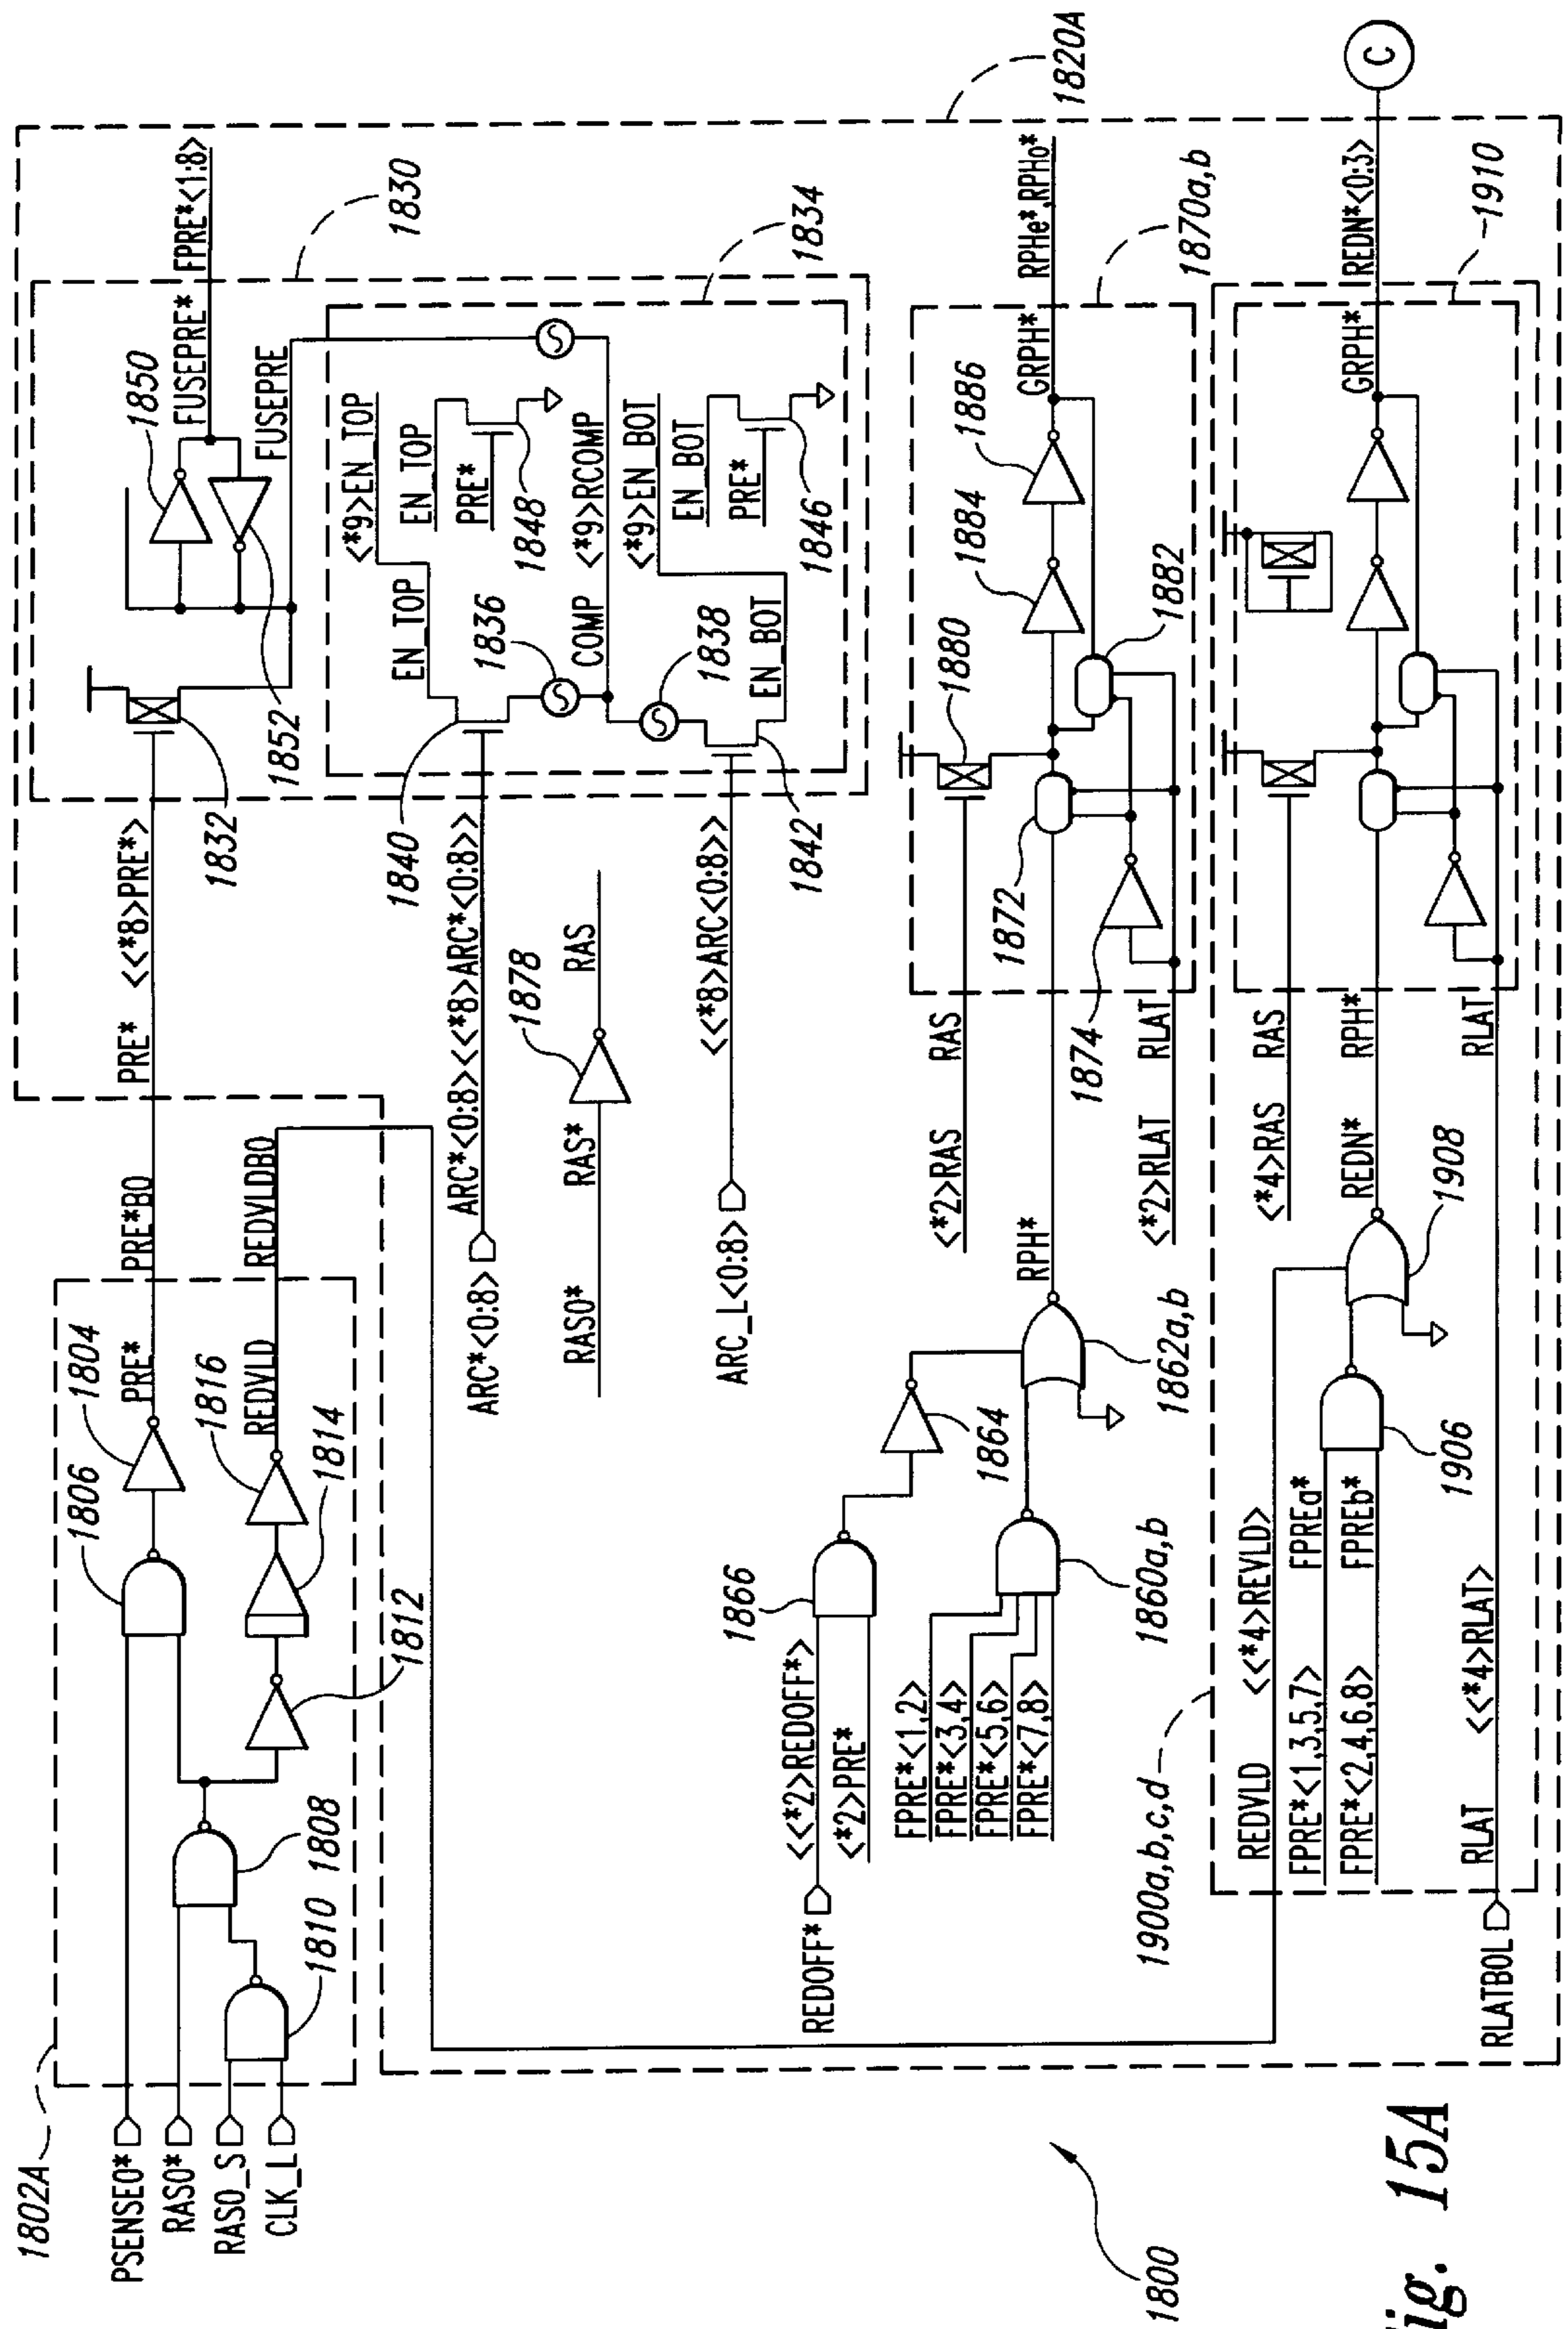 1802A
PSENSE0*
RAS0*
RAS0_S
CLK_L
1806
1804
PRE*
PRE*BO
PRE*
<<*8>PRE*>
1832
1816
REDVLD
REDVLDBO
1814
1812
1808
1810
1850
FUSEPRE*
FPRE*<1:8>
FUSEPRE
1852
1830
1834
1820A
ARC*<0:8>
ARC*<0:8><<*8>ARC*<0:8>>
1840
EN_TOP
<*9>EN_TOP
EN_TOP
PRE*
1848
1836
COMP
<*9>RCOMP
1838
<*9>EN_BOT
EN_BOT
PRE*
1846
EN_BOT
1842
RAS0*
RAS*
1878
RAS
ARC_L<0:8>
<<*8>ARC<0:8>>
REDOFF*
<<*2>REDOFF*>
<*2>PRE*
1866
1864
FPRE*<1,2>
FPRE*<3,4>
FPRE*<5,6>
FPRE*<7,8>
1860a,b
1862a,b
RPH*
<*2>RAS
RAS
<*2>RLAT
RLAT
1872
1874
1880
1882
1884
1886
GRPH*
RPHe*,RPHo*
1870a,b
1900a,b,c,d
REDVLD
<<*4>REVLD>
FPRE*<1,3,5,7>
FPREa*
FPRE*<2,4,6,8>
FPREb*
1906
1908
REDN*
RPH*
<*4>RAS
RAS
RLATBOL
RLAT
<<*4>RLAT>
RLAT
GRPH*
REDN*<0:3>
1910
C
1800
Fig. 15A